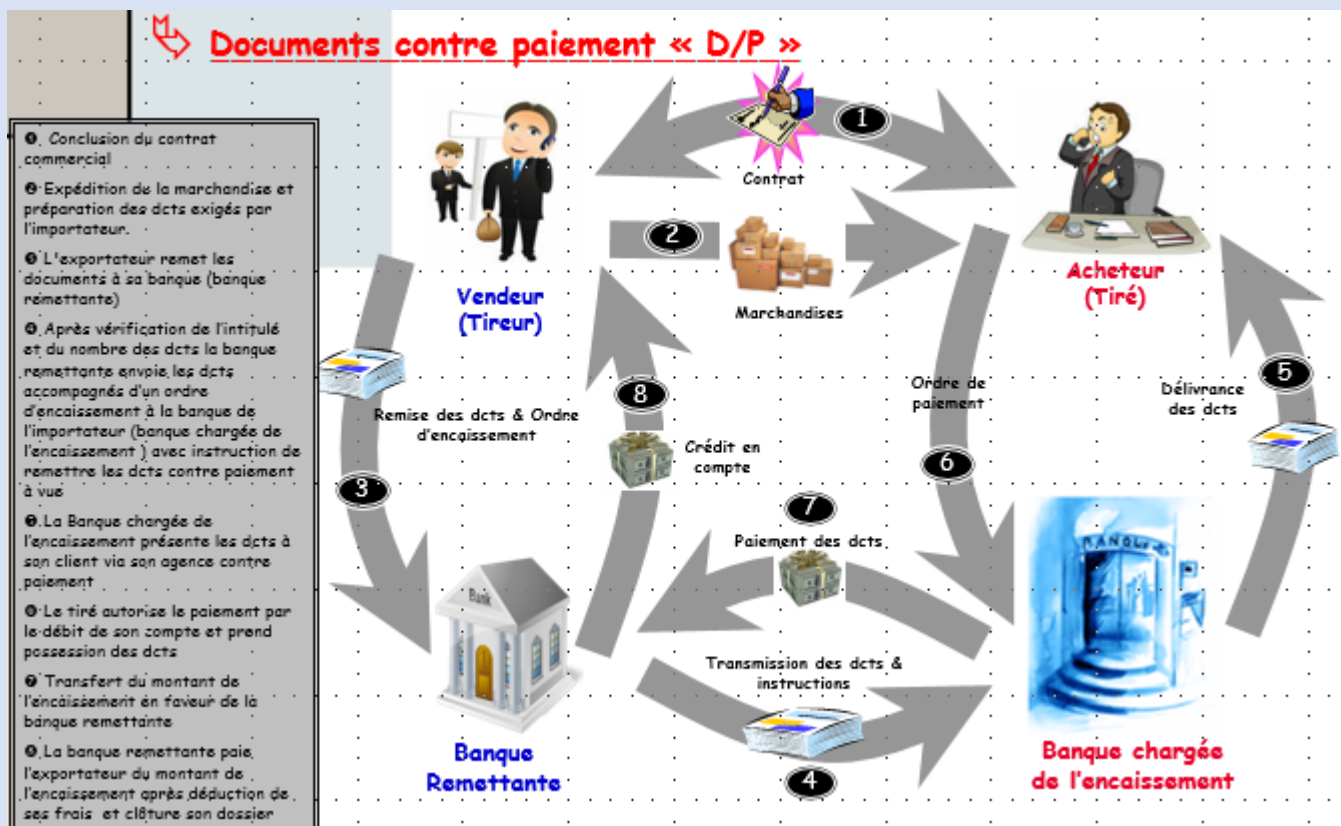 Documents contre paiement « D/P »
❶. Conclusion du contrat
commercial
❷ Expédition de la marchandise et
préparation des dcts exigés par
l'importateur.
❸ L'exportateur remet les
documents à sa banque (banque
remettante)
❹. Après vérification de l'intitulé
et du nombre des dcts la banque
remettante envoie les dcts
accompagnés d'un ordre
d'encaissement à la banque de
l'importateur (banque chargée de
l'encaissement ) avec instruction de
remettre les dcts contre paiement
à vue
❺.La Banque chargée de
l'encaissement présente les dcts à
son client via son agence contre
paiement
❻ Le tiré autorise le paiement par
le débit de son compte et prend
possession des dcts
❼ Transfert du montant de
l'encaissement en faveur de la
banque remettante
❽.La banque remettante paie
l'exportateur du montant de
l'encaissement après déduction de
ses frais et clôture son dossier
1
Contrat
2
Marchandises
Vendeur
(Tireur)
Acheteur
(Tiré)
Remise des dcts & Ordre
d'encaissement
3
8
Crédit en
compte
Ordre de
paiement
6
5
Délivrance
des dcts
7
Paiement des dcts
Transmission des dcts &
instructions
4
Bank
BANQUE
Banque
Remettante
Banque chargée
de l'encaissement